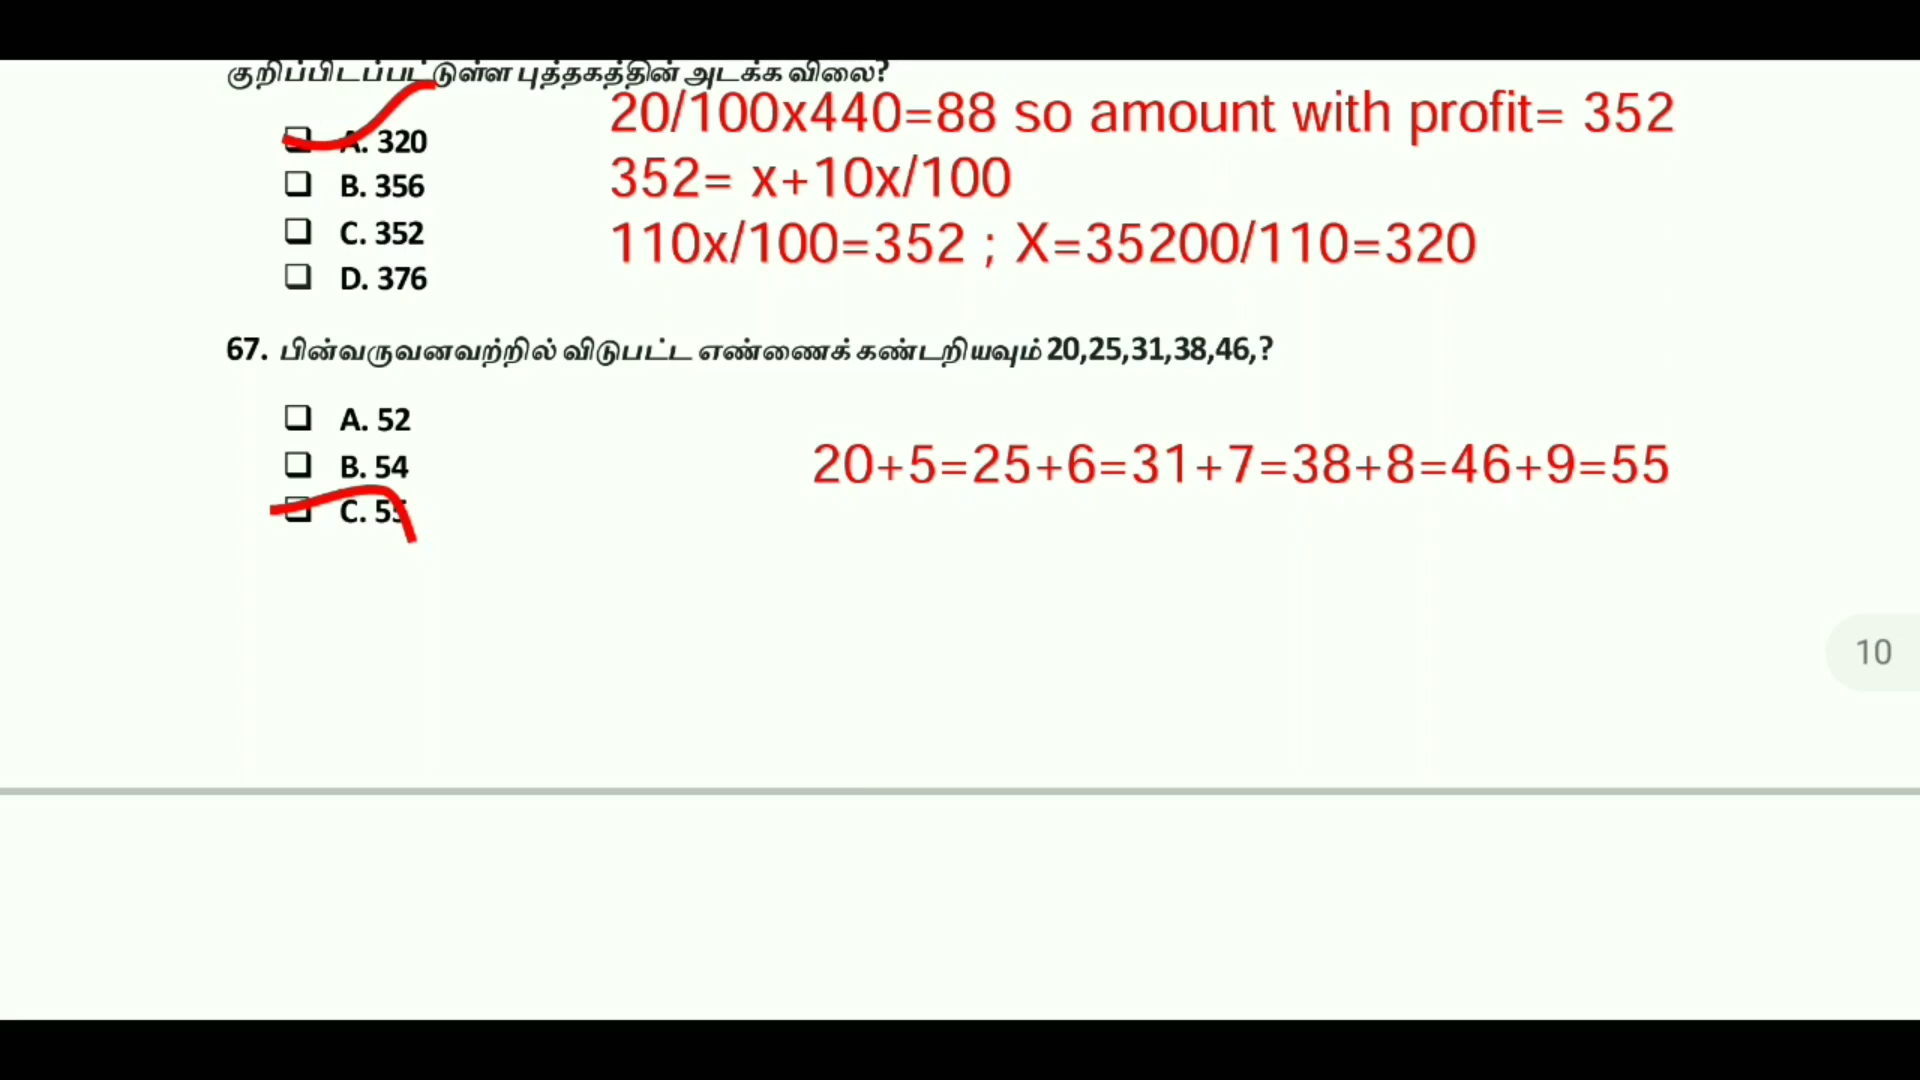 குறிப்பிடப்பட்டுள்ள புத்தகத்தின் அடக்க விலை?
20/100x440=88 so amount with profit= 352
A. 320
352= x+10x/100
B. 356
C. 352
110x/100=352 ; X=35200/110=320
D. 376
67. பின்வருவனவற்றில் விடுபட்ட எண்ணைக் கண்டறியவும் 20,25,31,38,46,?
A. 52
B. 54
20+5=25+6=31+7=38+8=46+9=55
C. 55
10